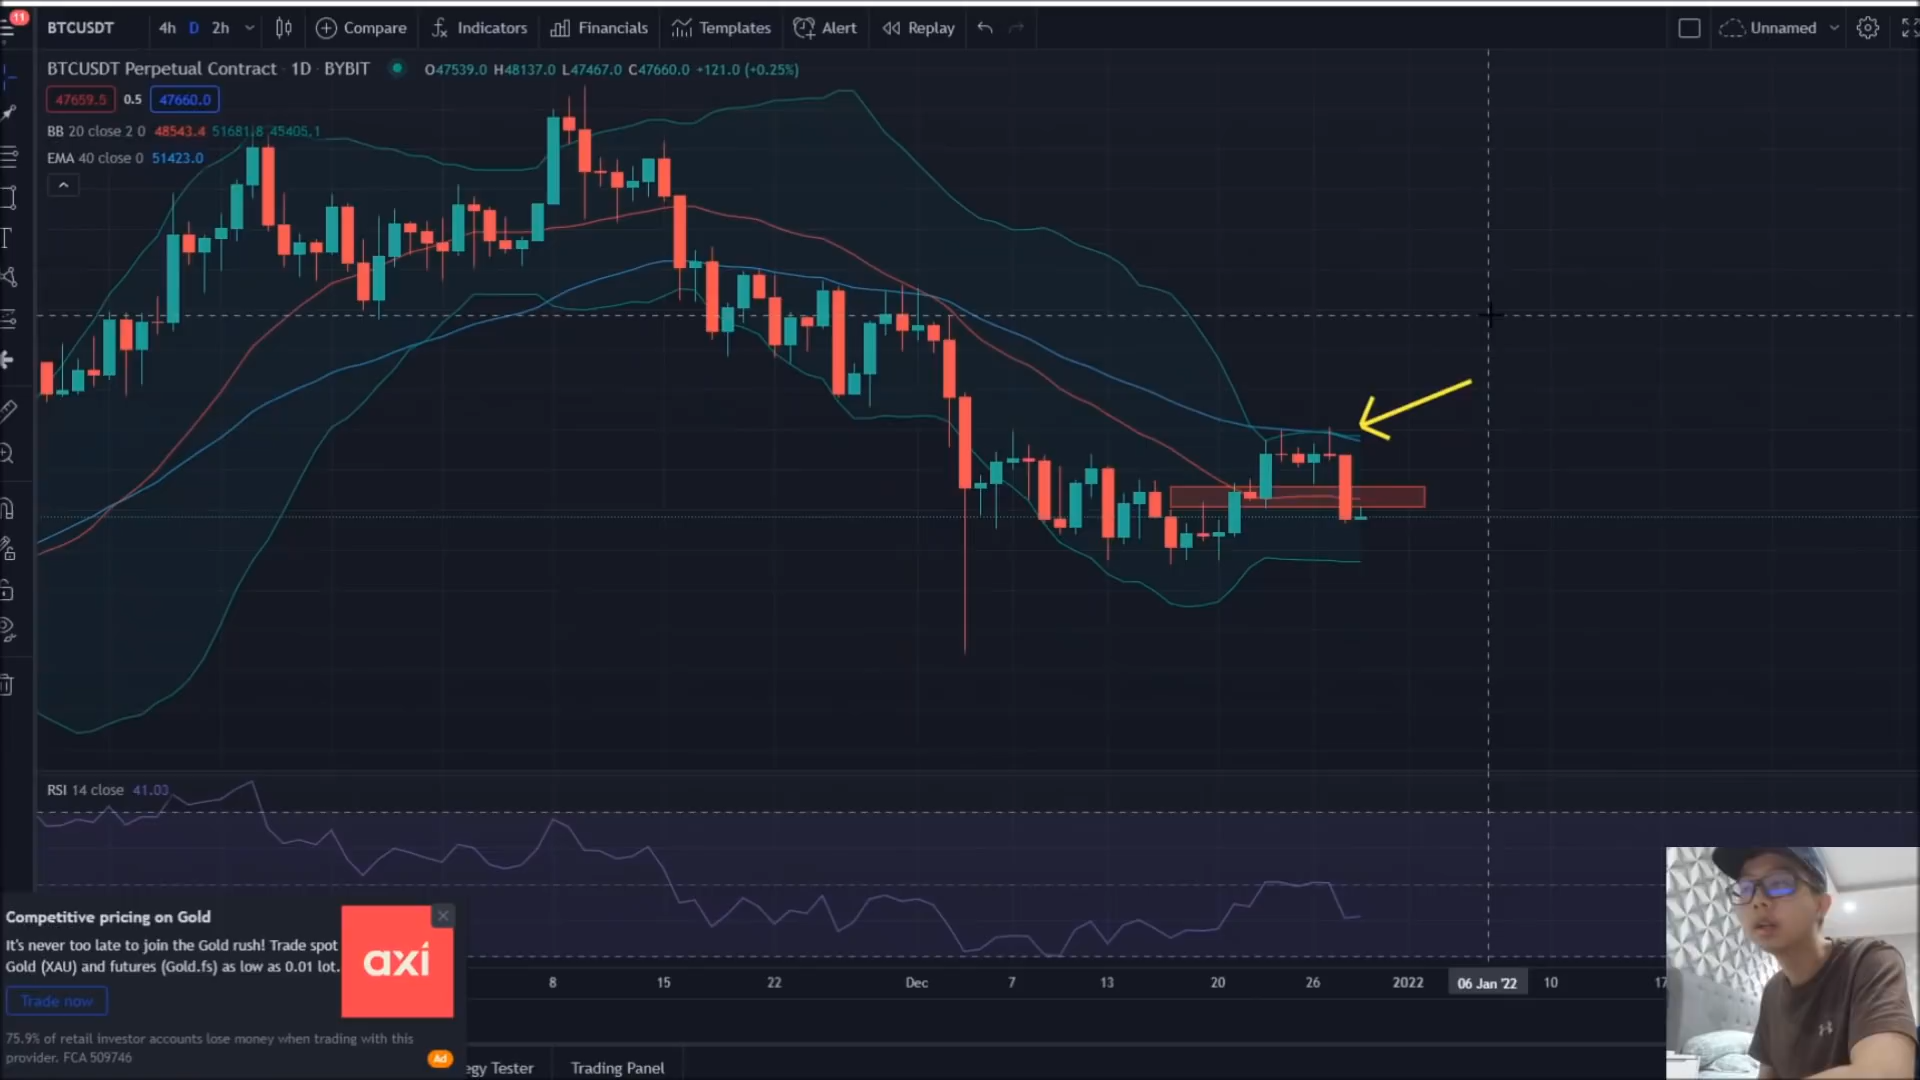 11
BTCUSDT
4h D 2h
Compare
Indicators
Financials
Templates
Alert
Replay
Unnamed
BTCUSDT Perpetual Contract · 1D · BYBIT
O47539.0 H48137.0 L47467.0 C47660.0 +121.0 (+0.25%)
47659.5 0.5 47660.0
BB 20 close 2 0 48543.4 51681.8 45405.1
EMA 40 close 0 51423.0
RSI 14 close 41.03
Competitive pricing on Gold
It's never too late to join the Gold rush! Trade spot
Gold (XAU) and futures (Gold.fs) as low as 0.01 lot.
Trade now
75.9% of retail investor accounts lose money when trading with this
provider. FCA 509746
axi
Ad
8 15 22 Dec 7 13 20 26 2022 06 Jan '22 10 17
egy Tester
Trading Panel